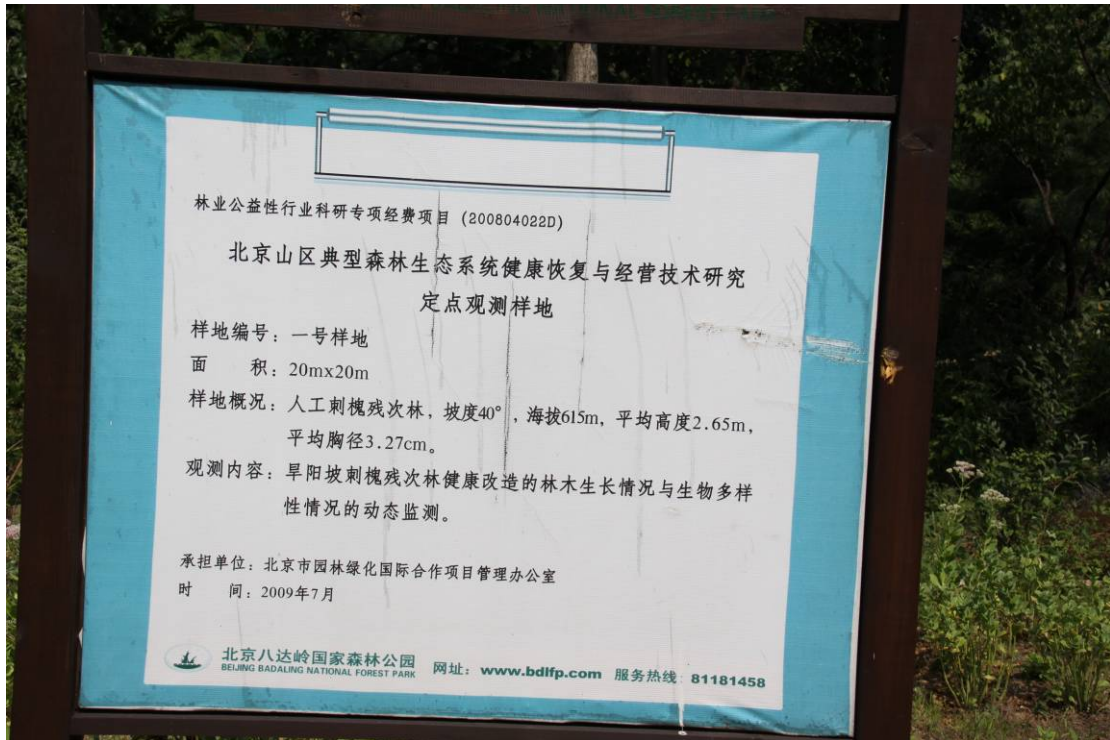 NATIONAL FOREST PARK
林业公益性行业科研专项经费项目 (200804022D)
北京山区典型森林生态系统健康恢复与经营技术研究
定点观测样地
样地编号：一号样地
面　　积：20mx20m
样地概况：人工刺槐残次林，坡度40°，海拔615m，平均高度2.65m，
平均胸径3.27cm。
观测内容：旱阳坡刺槐残次林健康改造的林木生长情况与生物多样
性情况的动态监测。
承担单位：北京市园林绿化国际合作项目管理办公室
时　　间：2009年7月
北京八达岭国家森林公园 网址：www.bdlfp.com 服务热线：81181458
BEIJING BADALING NATIONAL FOREST PARK